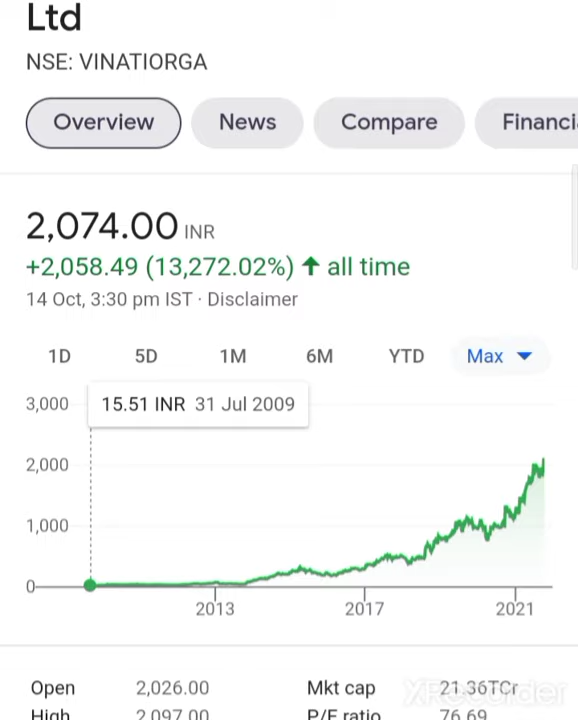 Ltd
NSE: VINATIORGA
Overview News Compare Financi
2,074.00 INR
+2,058.49 (13,272.02%) ↑ all time
14 Oct, 3:30 pm IST · Disclaimer
1D 5D 1M 6M YTD Max
3,000
15.51 INR 31 Jul 2009
2,000
1,000
0
2013 2017 2021
Open 2,026.00 Mkt cap 21.36TCr
High 2,097.00 P/E ratio 76.69
XRecorder